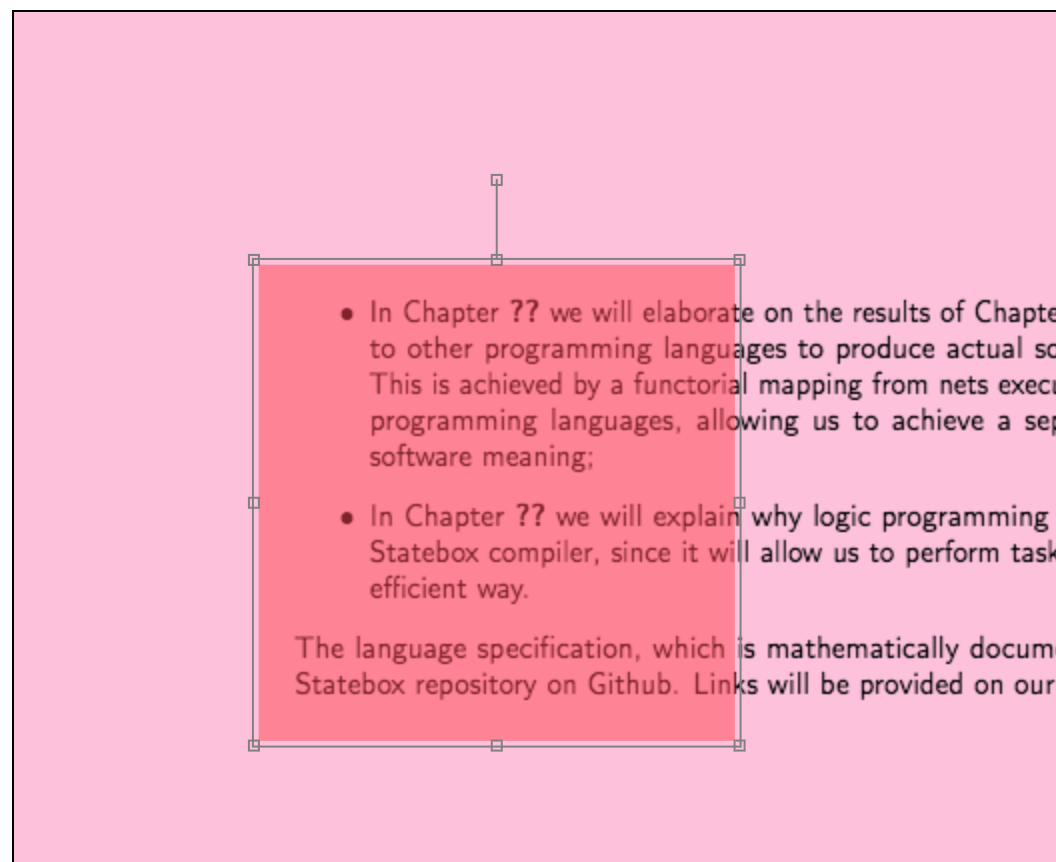 • In Chapter ?? we will elaborate on the results of Chapte
to other programming languages to produce actual so
This is achieved by a functorial mapping from nets exec
programming languages, allowing us to achieve a sep
software meaning;
• In Chapter ?? we will explain why logic programming
Statebox compiler, since it will allow us to perform task
efficient way.
The language specification, which is mathematically docum
Statebox repository on Github. Links will be provided on our